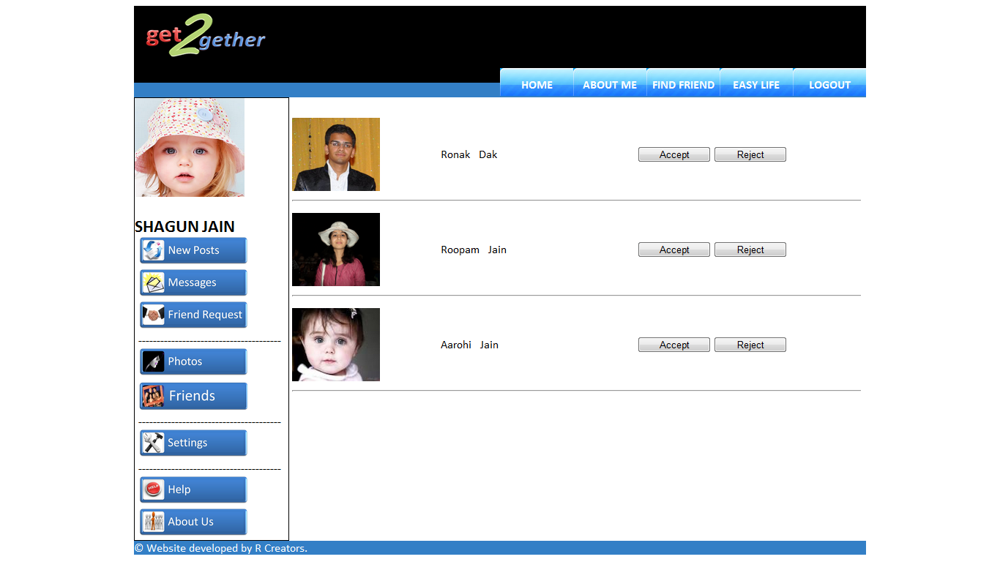 get2gether
HOME ABOUT ME FIND FRIEND EASY LIFE LOGOUT
Ronak Dak Accept Reject
Roopam Jain Accept Reject
Aarohi Jain Accept Reject
SHAGUN JAIN
New Posts
Messages
Friend Request
---------------------------------------
Photos
Friends
---------------------------------------
Settings
---------------------------------------
HELP Help
About Us
© Website developed by R Creators.